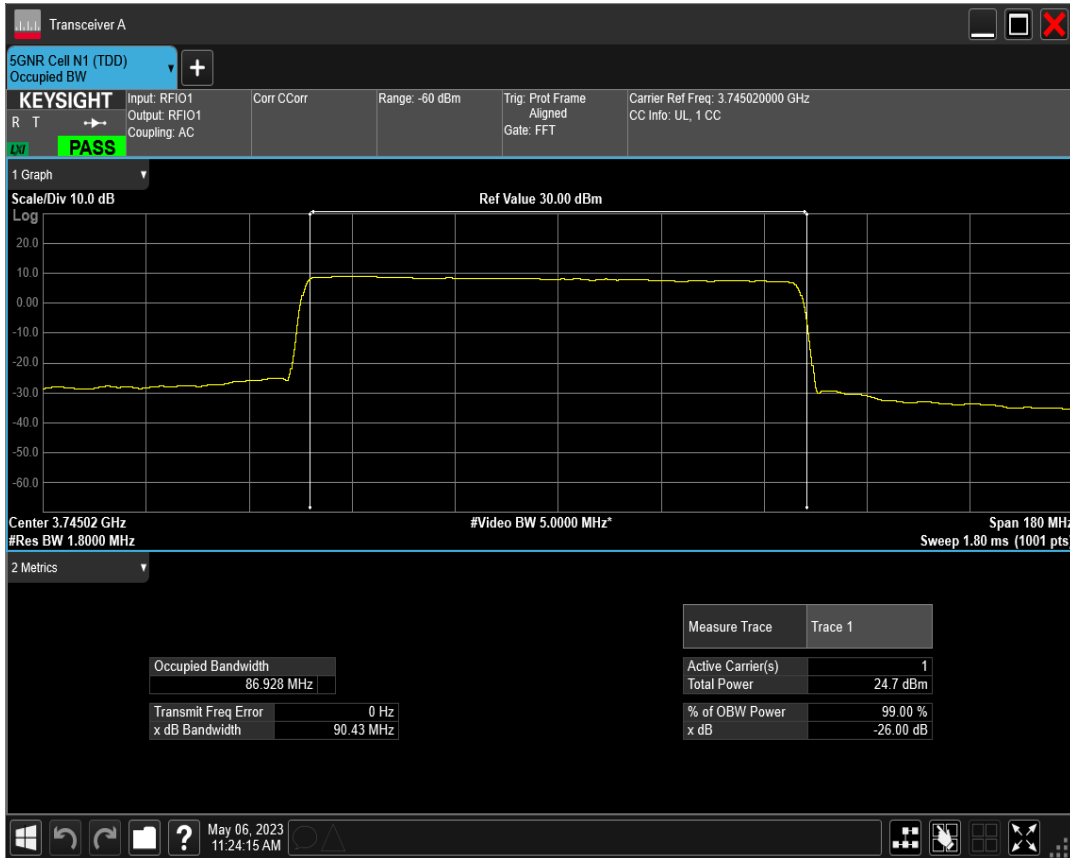 Transceiver A
5GNR Cell N1 (TDD)
Occupied BW
+
KEYSIGHT
R T
LXI
PASS
Input: RFIO1
Output: RFIO1
Coupling: AC
Corr CCorr
Range: -60 dBm
Trig: Prot Frame
Aligned
Gate: FFT
Carrier Ref Freq: 3.745020000 GHz
CC Info: UL, 1 CC
1 Graph
Scale/Div 10.0 dB
Ref Value 30.00 dBm
Log
20.0
10.0
0.00
-10.0
-20.0
-30.0
-40.0
-50.0
-60.0
Center 3.74502 GHz
#Video BW 5.0000 MHz*
Span 180 MHz
#Res BW 1.8000 MHz
Sweep 1.80 ms (1001 pts)
2 Metrics
Measure Trace Trace 1
Occupied Bandwidth
86.928 MHz
Active Carrier(s) 1
Total Power 24.7 dBm
Transmit Freq Error 0 Hz
x dB Bandwidth 90.43 MHz
% of OBW Power 99.00 %
x dB -26.00 dB
?
May 06, 2023
11:24:15 AM